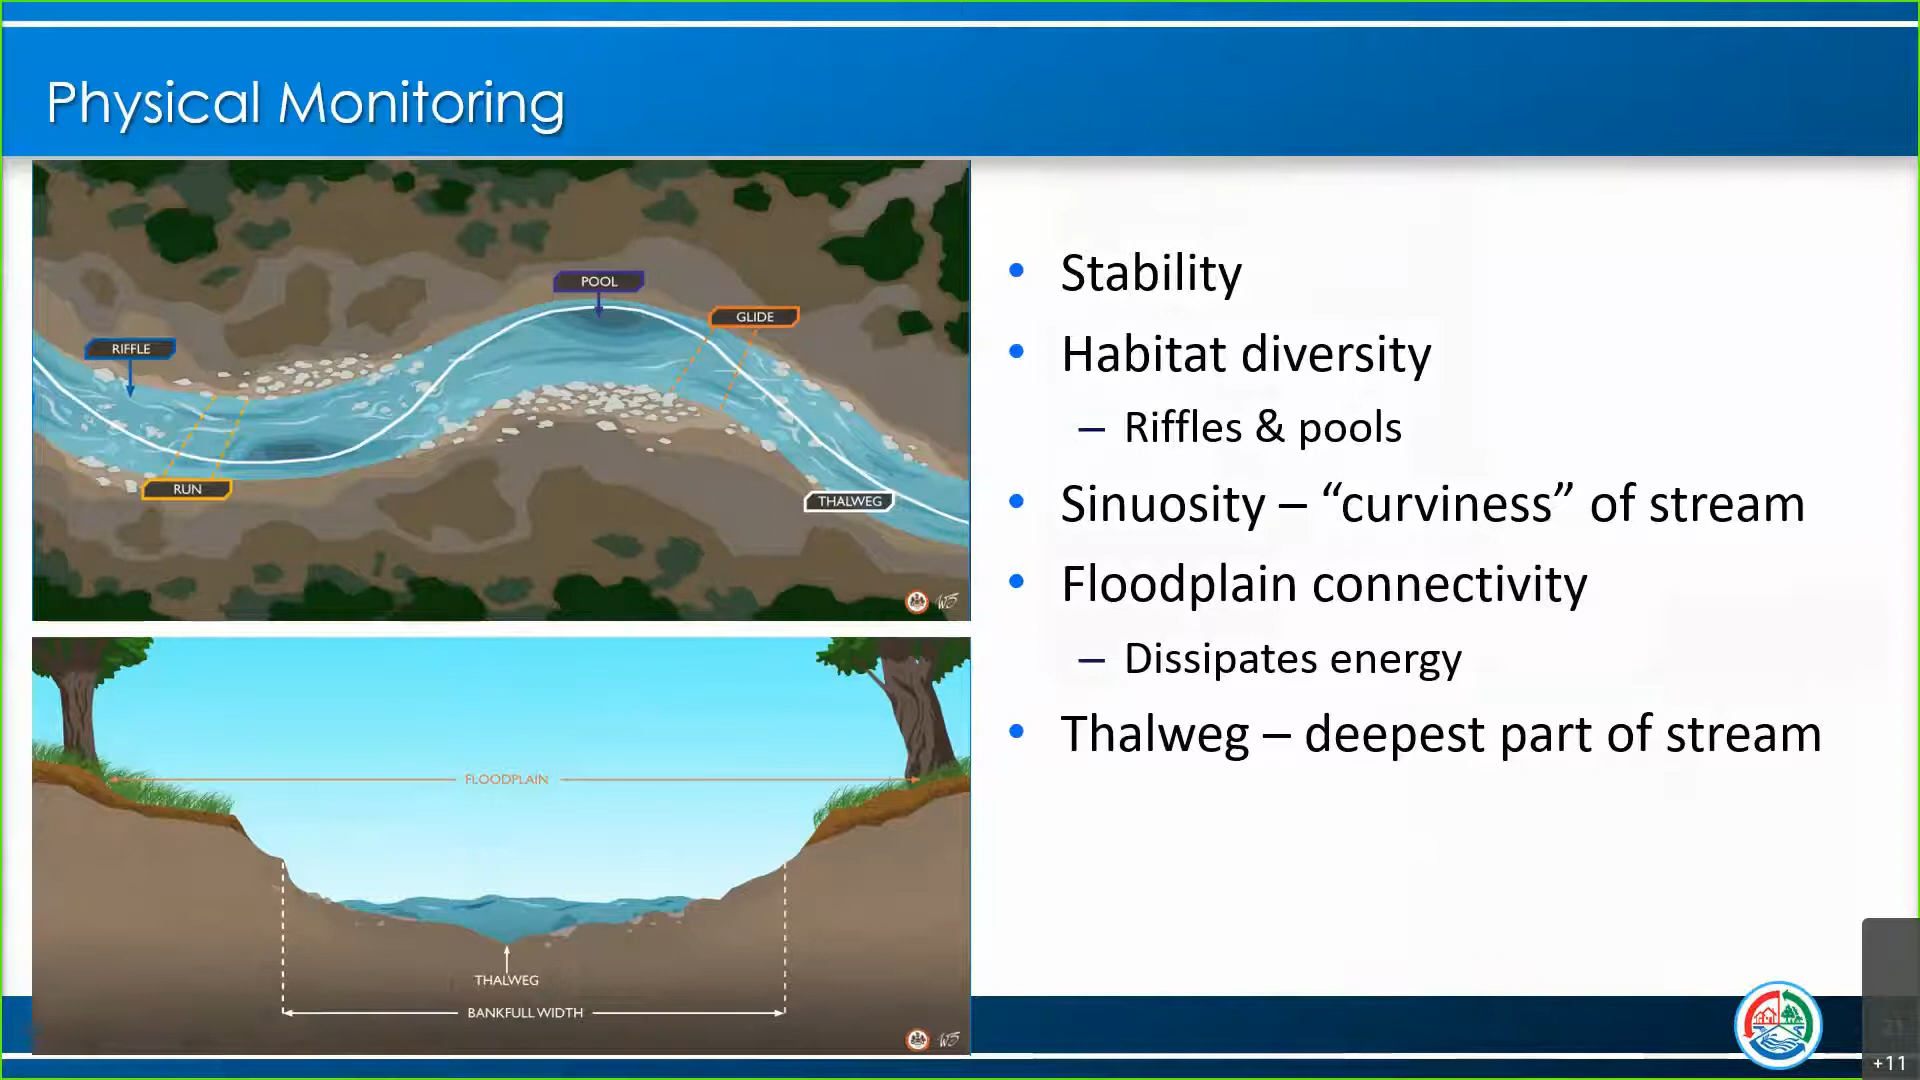 Physical Monitoring
POOL
GLIDE
RIFFLE
RUN
THALWEG
FLOODPLAIN
THALWEG
BANKFULL WIDTH
• Stability
• Habitat diversity
– Riffles & pools
• Sinuosity – “curviness” of stream
• Floodplain connectivity
– Dissipates energy
• Thalweg – deepest part of stream
+11